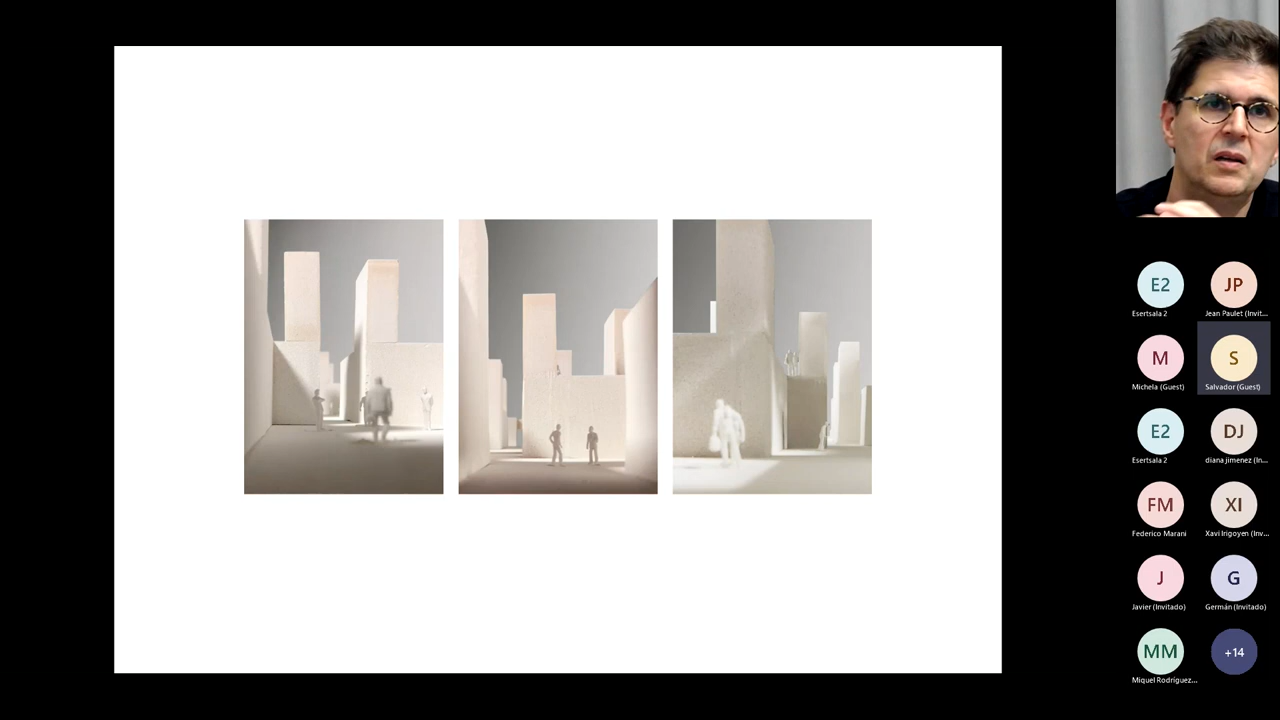 E2
JP
Esertsala 2
Jean Paulet (Invit...
M
S
Michela (Guest)
Salvador (Guest)
E2
DJ
Esertsala 2
diana jimenez (In...
FM
XI
Federico Marani
Xavi Irigoyen (Inv...
J
G
Javier (Invitado)
Germán (Invitado)
MM
+14
Miquel Rodríguez...